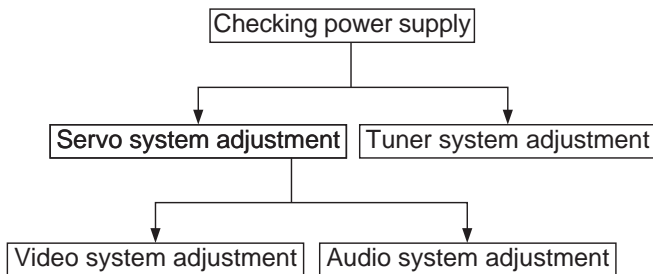 Checking power supply
Servo system adjustment
Tuner system adjustment
Video system adjustment
Audio system adjustment